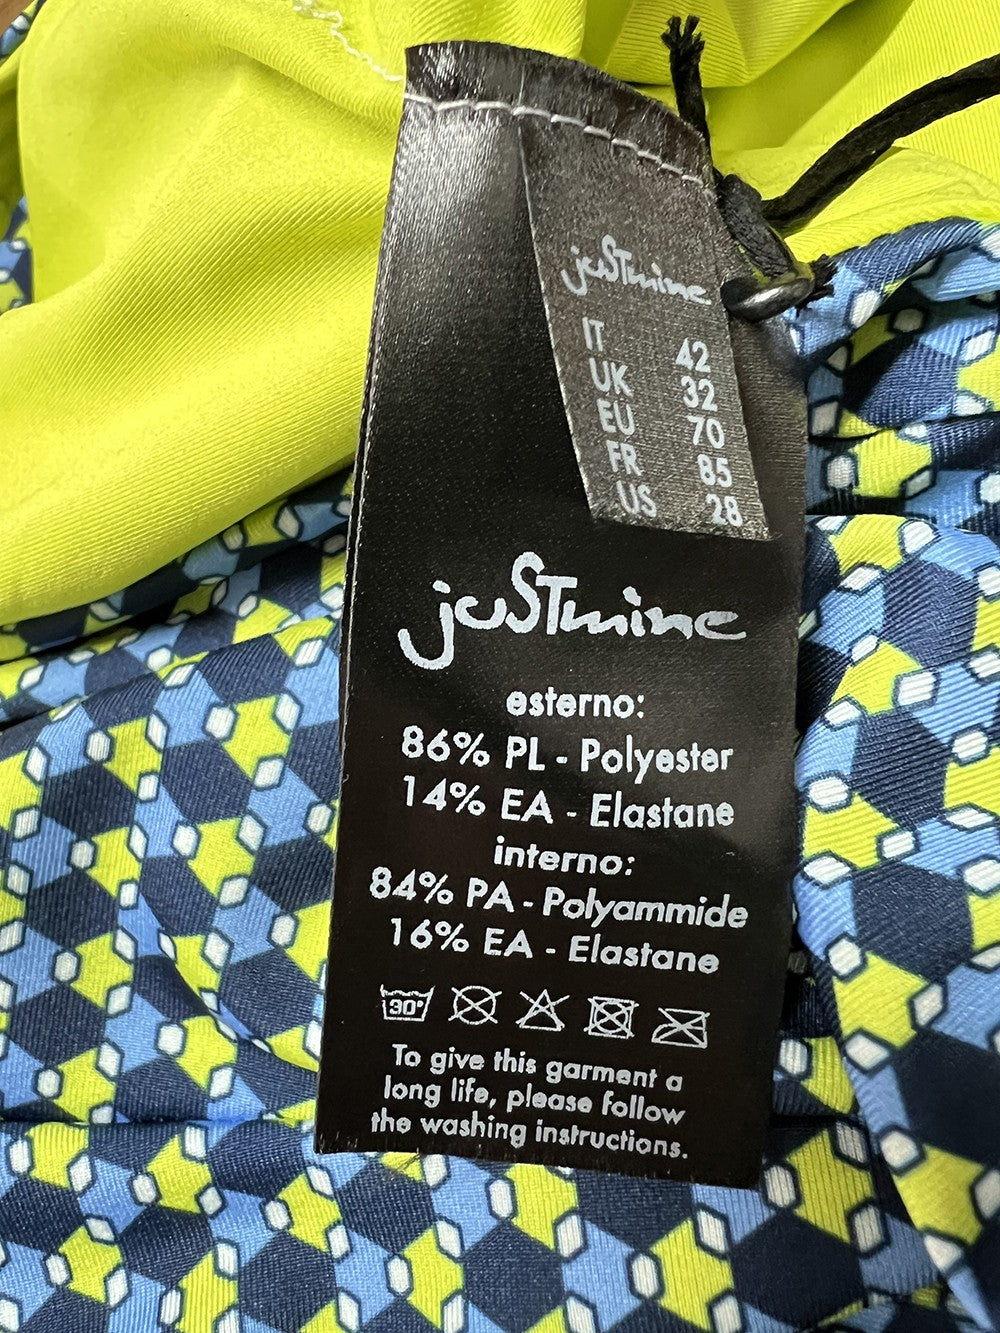 juSTmine
IT 42
UK 32
EU 70
FR 85
US 28
juSTmine
esterno:
86% PL - Polyester
14% EA - Elastane
interno:
84% PA - Polyammide
16% EA - Elastane
30°
To give this garment a
long life, please follow
the washing instructions.